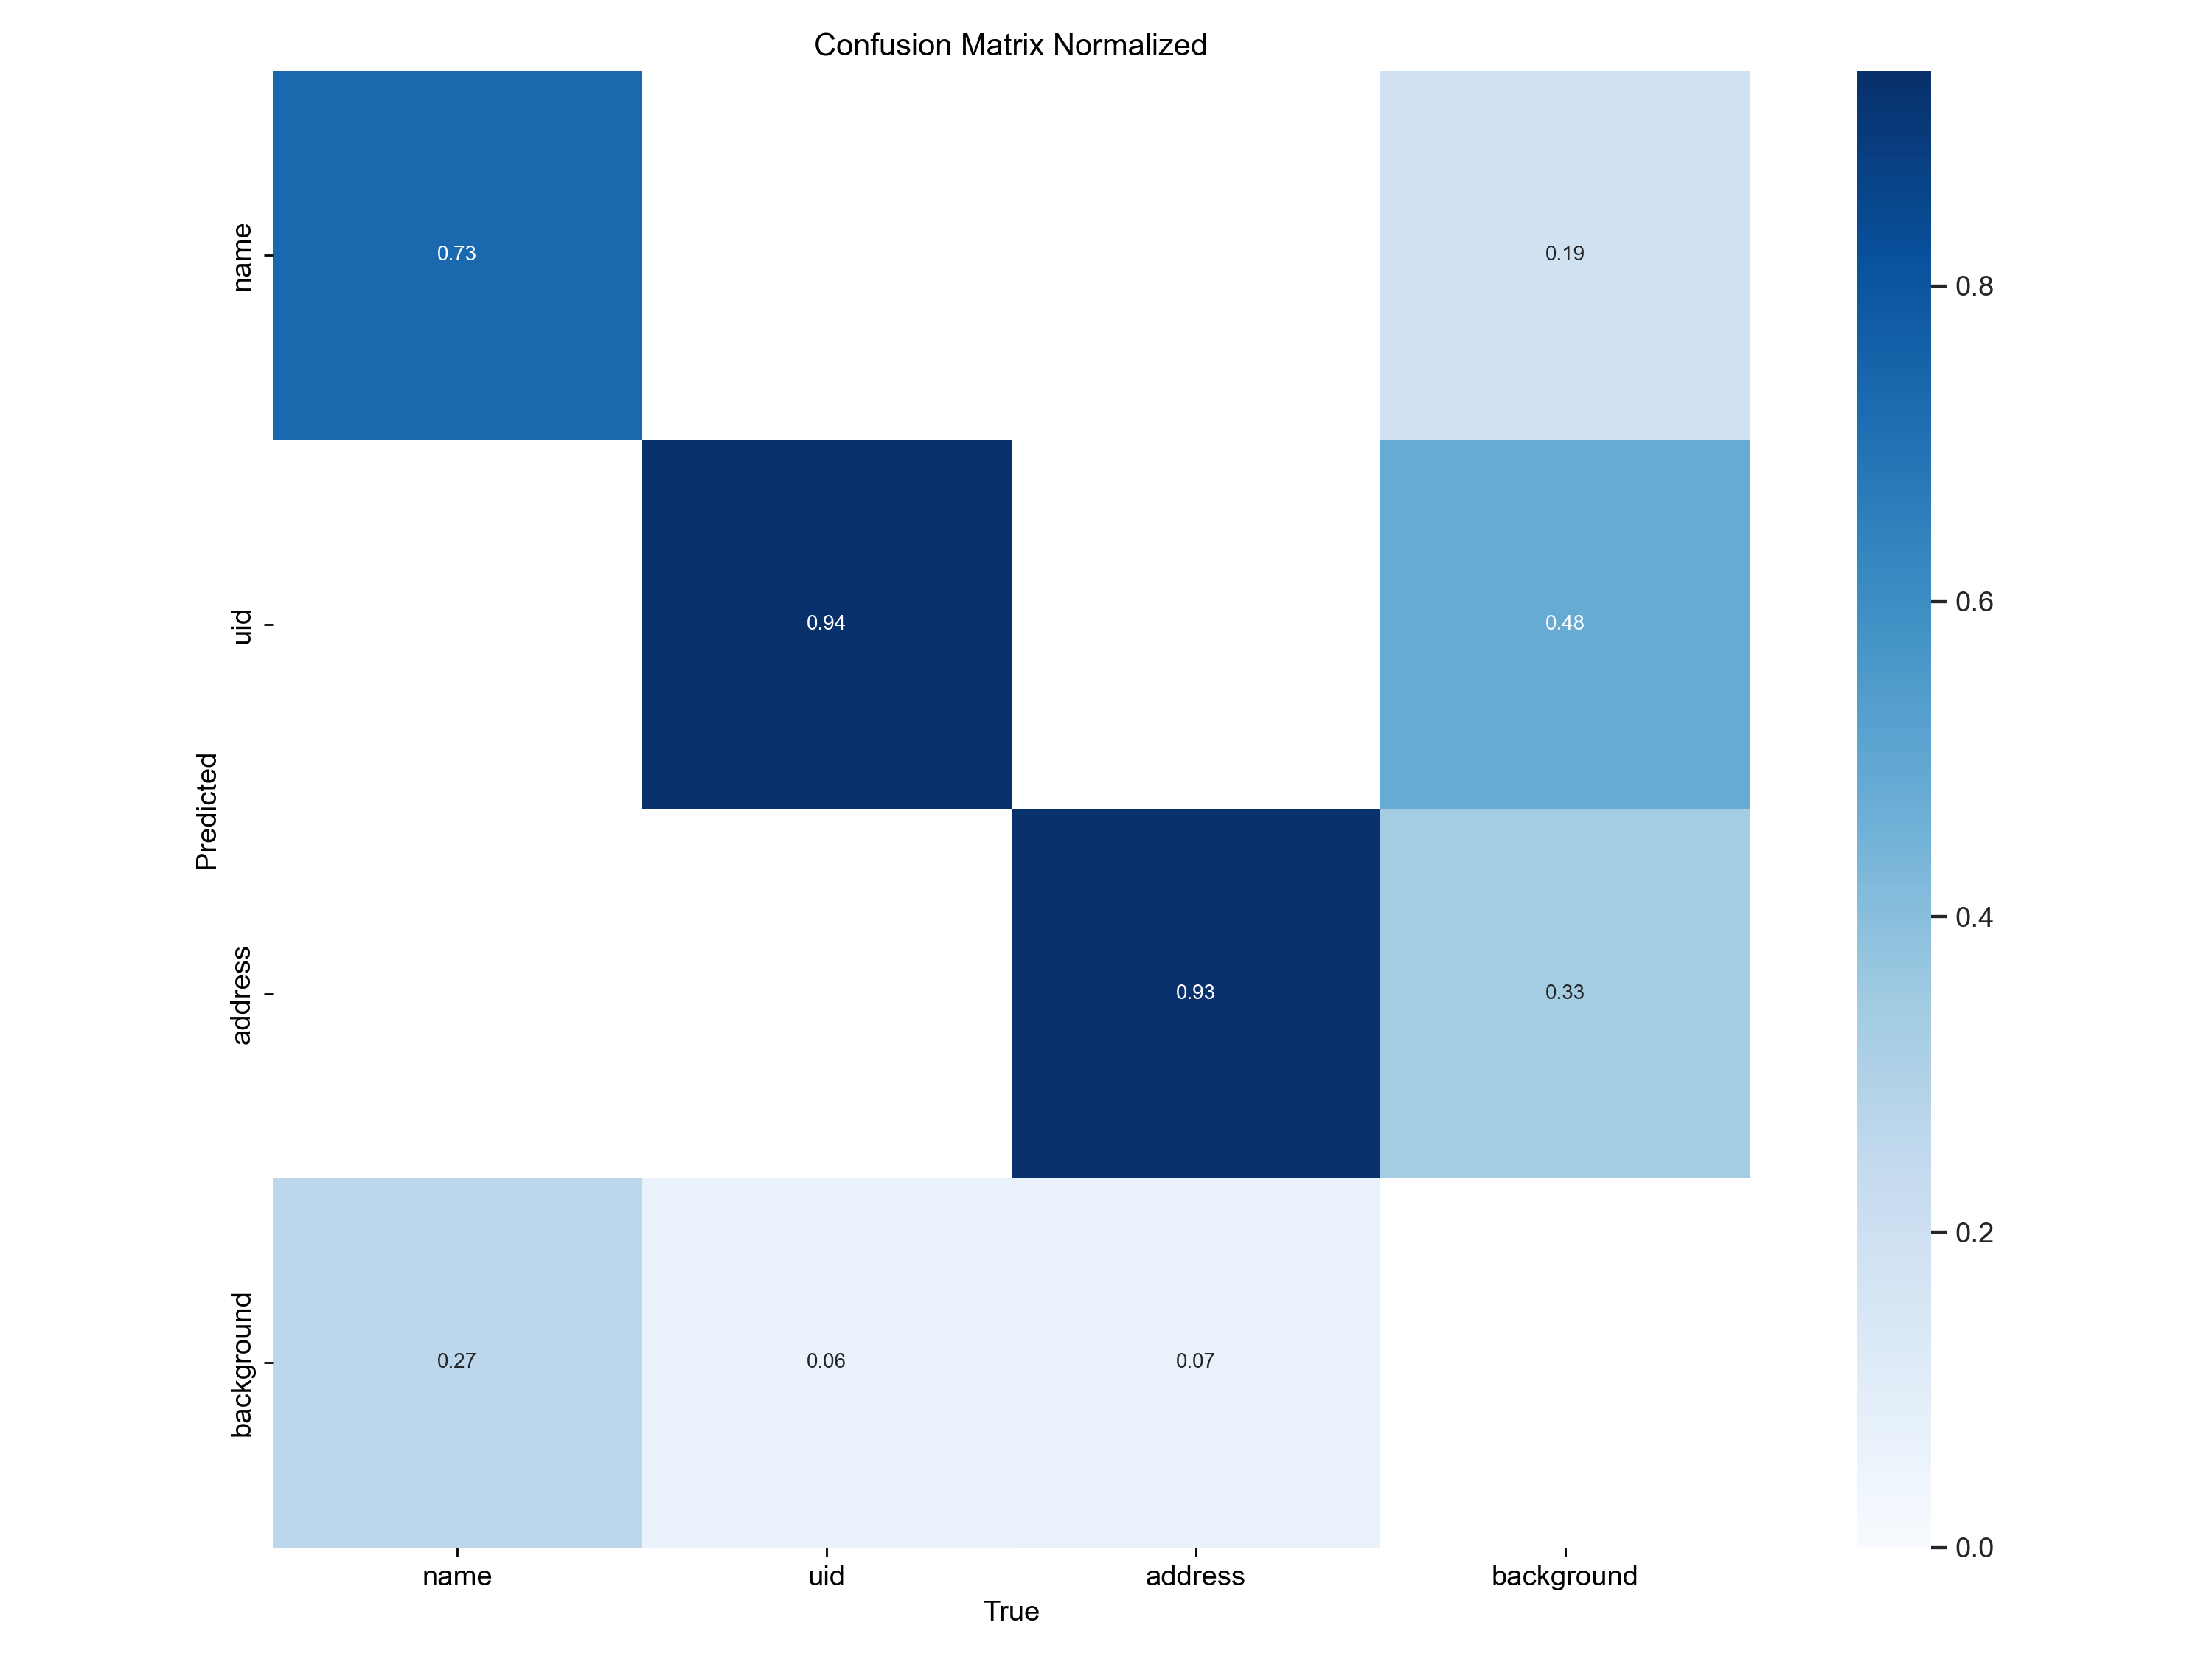 Confusion Matrix Normalized
name
0.73
0.19
0.8
uid
0.94
0.48
0.6
Predicted
address
0.93
0.33
0.4
background
0.27
0.06
0.07
0.2
0.0
name uid address background
True